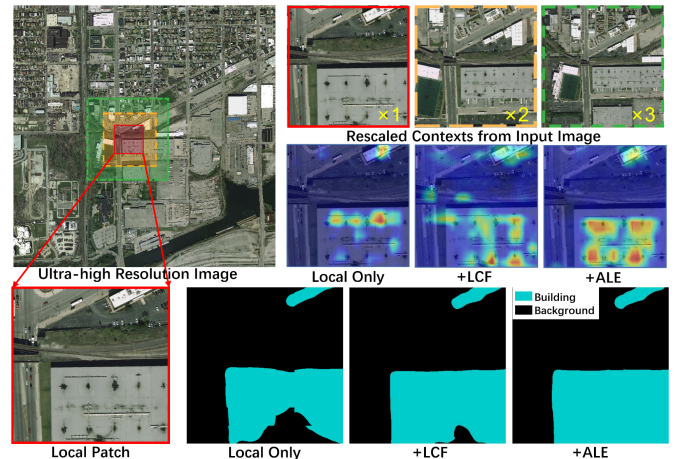 ×1
×2
×3
Rescaled Contexts from Input Image
Ultra-high Resolution Image
Local Only
+LCF
+ALE
Building
Background
Local Patch
Local Only
+LCF
+ALE